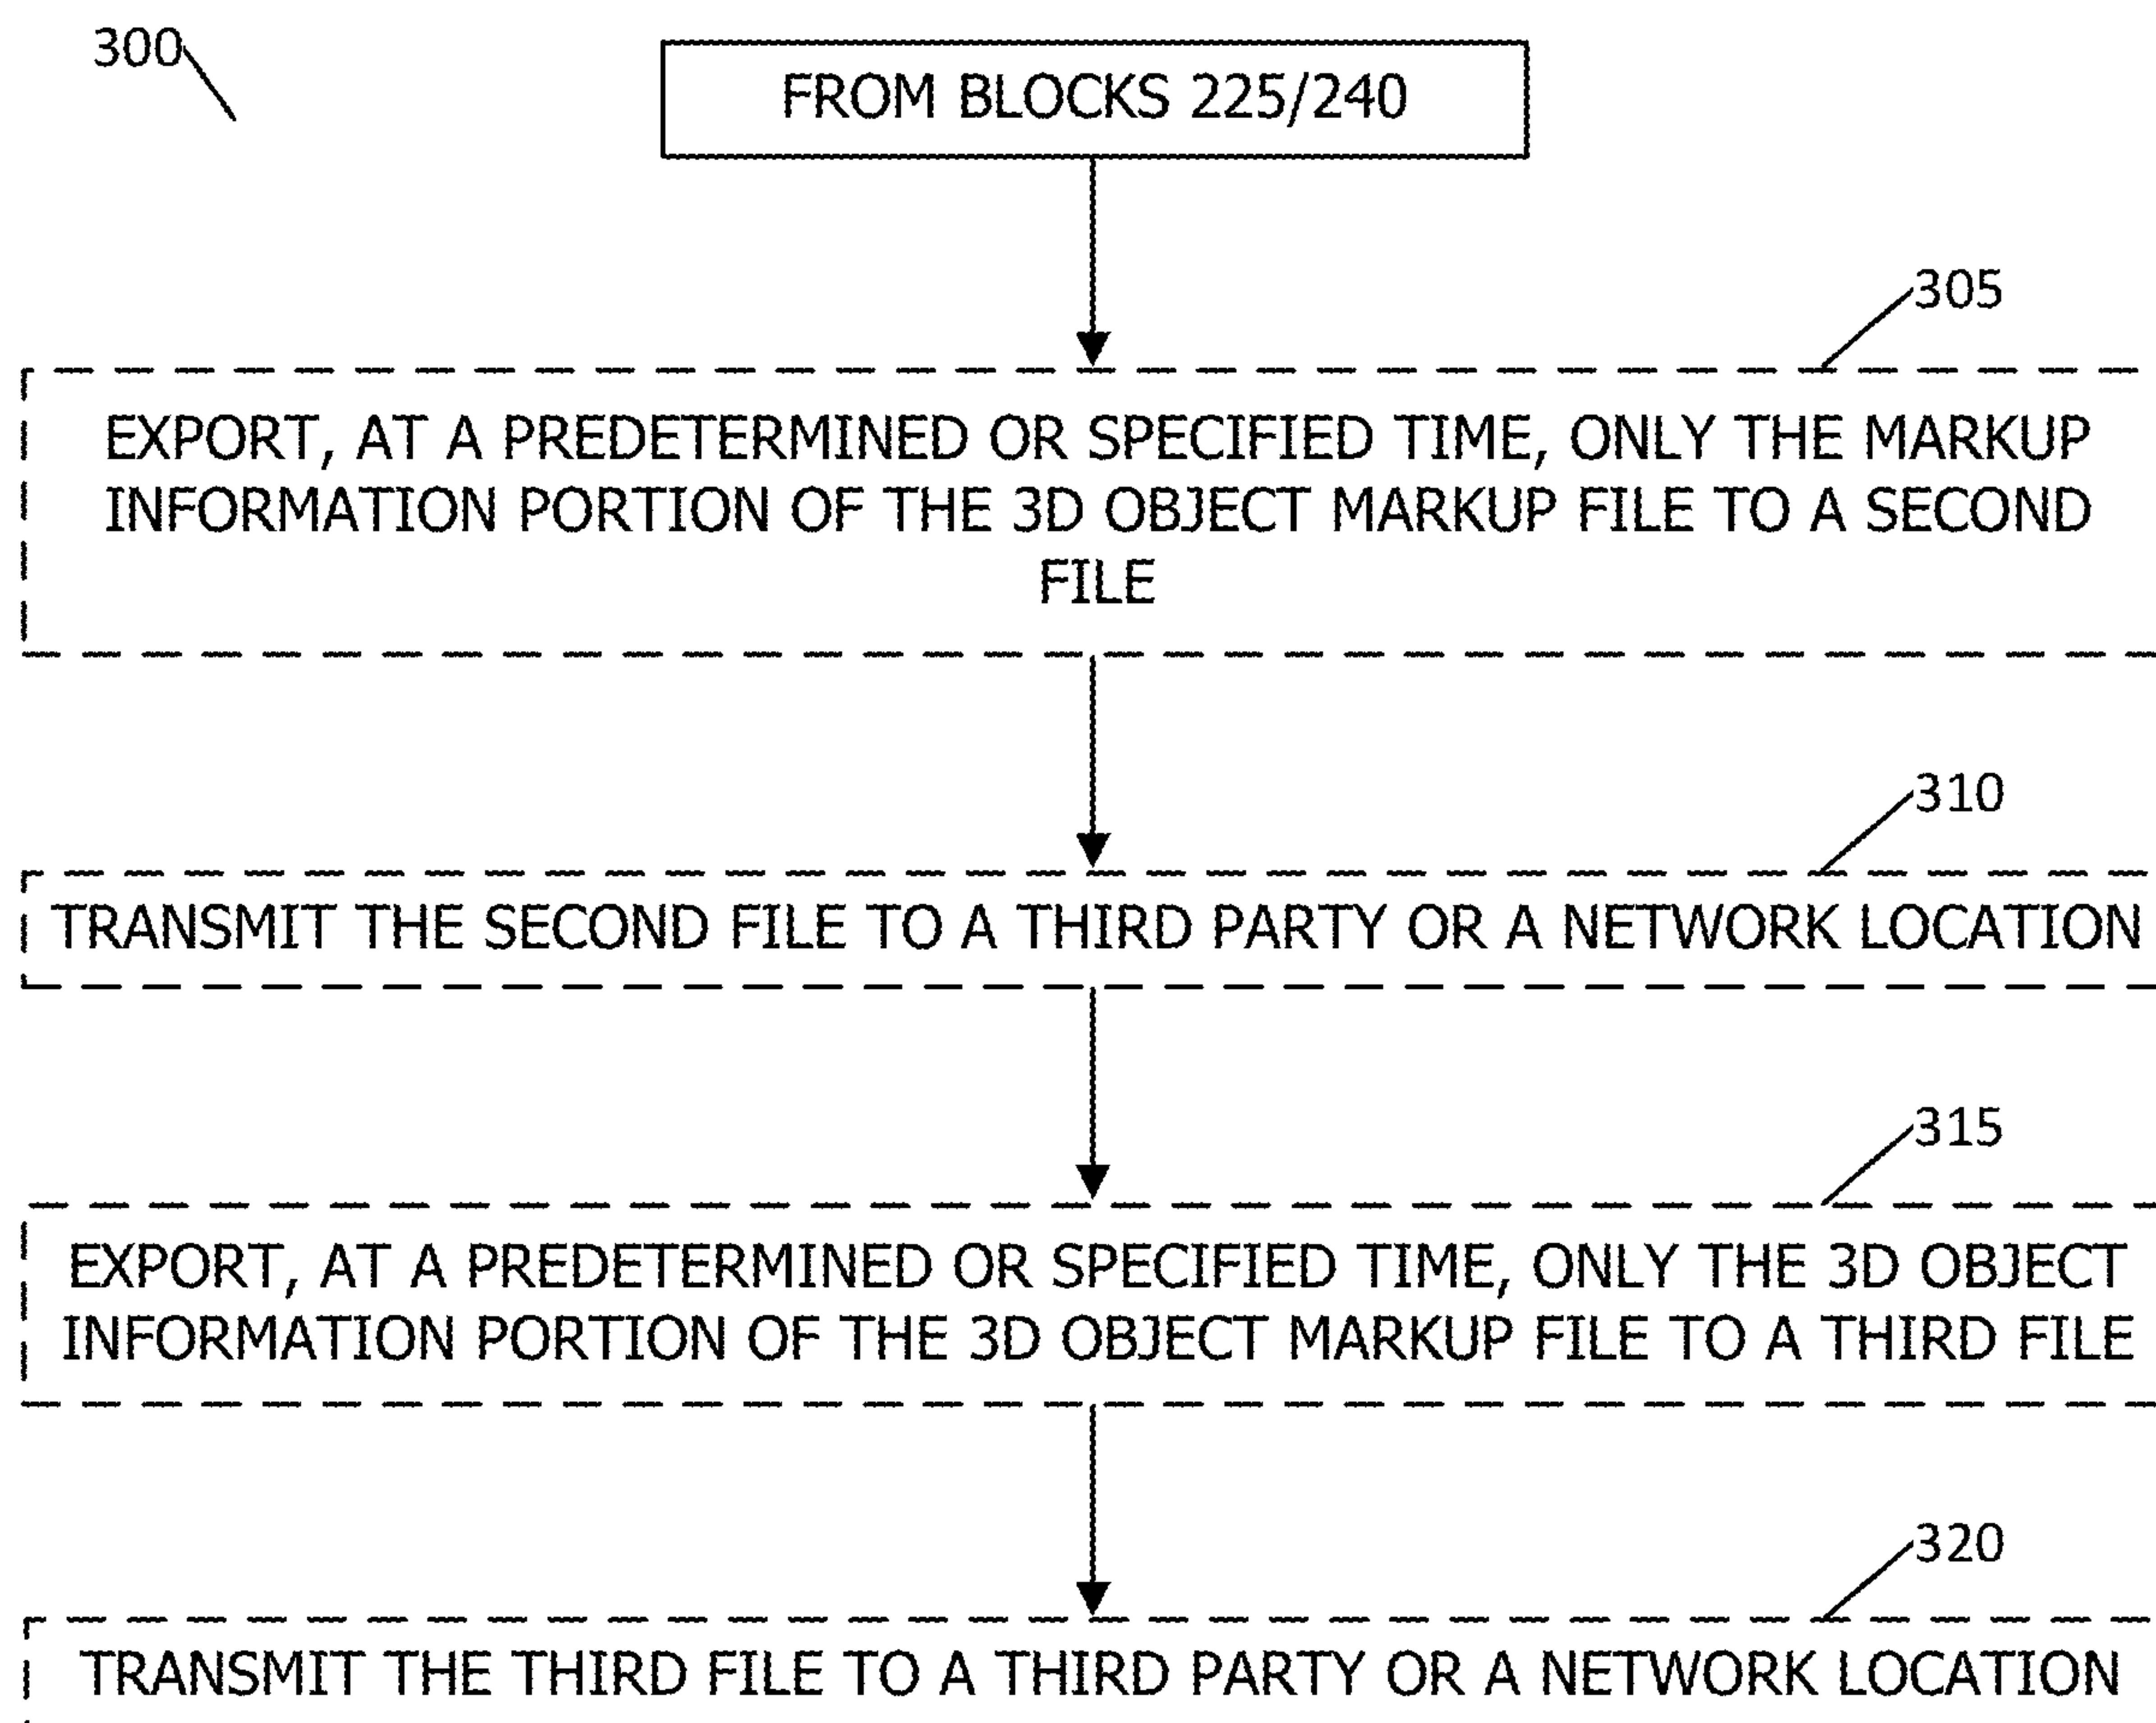 300
FROM BLOCKS 225/240
305
EXPORT, AT A PREDETERMINED OR SPECIFIED TIME, ONLY THE MARKUP
INFORMATION PORTION OF THE 3D OBJECT MARKUP FILE TO A SECOND
FILE
310
TRANSMIT THE SECOND FILE TO A THIRD PARTY OR A NETWORK LOCATION
315
EXPORT, AT A PREDETERMINED OR SPECIFIED TIME, ONLY THE 3D OBJECT
INFORMATION PORTION OF THE 3D OBJECT MARKUP FILE TO A THIRD FILE
320
TRANSMIT THE THIRD FILE TO A THIRD PARTY OR A NETWORK LOCATION